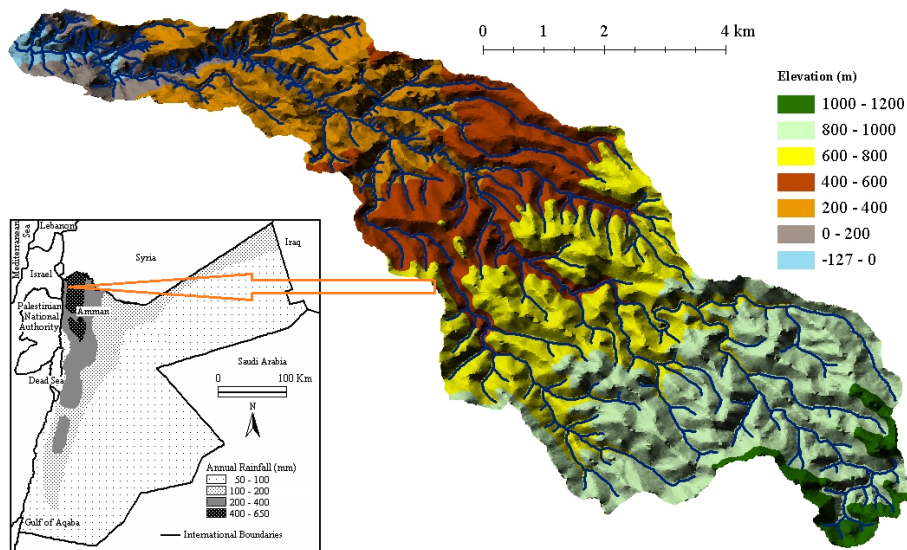 0 1 2 4 km
Elevation (m)
1000 - 1200
800 - 1000
600 - 800
400 - 600
200 - 400
0 - 200
-127 - 0
Mediterranean
Sea
Lebanon
Syria
Iraq
Israel
Palestinian
National
Authority
Amman
Saudi Arabia
Dead Sea
0 100 Km
N
Annual Rainfall (mm)
50 - 100
100 - 200
200 - 400
400 - 650
Gulf of Aqaba
International Boundaries